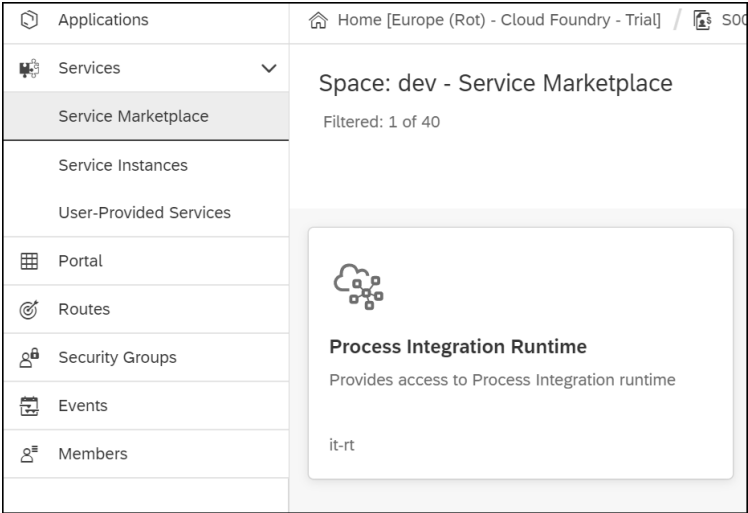 Applications
Services
Service Marketplace
Service Instances
User-Provided Services
Portal
Routes
Security Groups
Events
Members
Home [Europe (Rot) - Cloud Foundry - Trial] / S00
Space: dev - Service Marketplace
Filtered: 1 of 40
Process Integration Runtime
Provides access to Process Integration runtime
it-rt